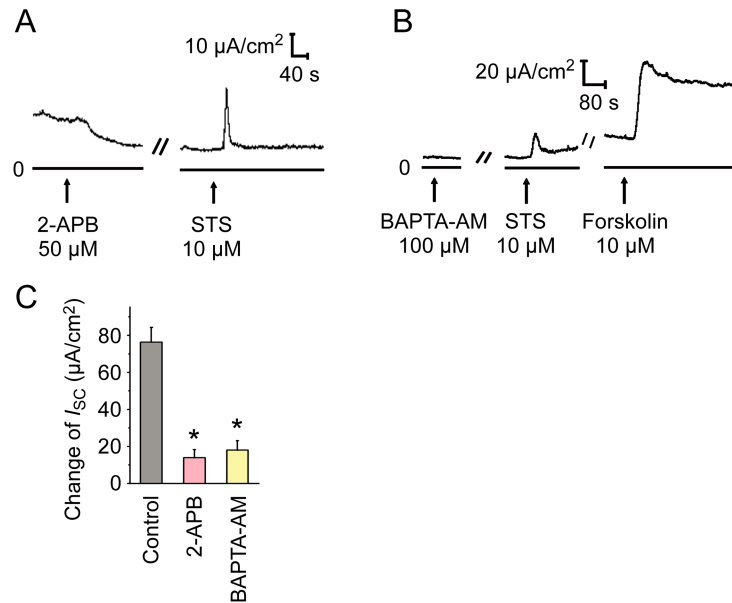 A
10 μA/cm²
40 s
0
2-APB
50 μM
STS
10 μM
B
20 μA/cm²
80 s
0
BAPTA-AM
100 μM
STS
10 μM
Forskolin
10 μM
C
Change of I_SC (μA/cm²)
80
60
40
20
0
*
*
Control
2-APB
BAPTA-AM